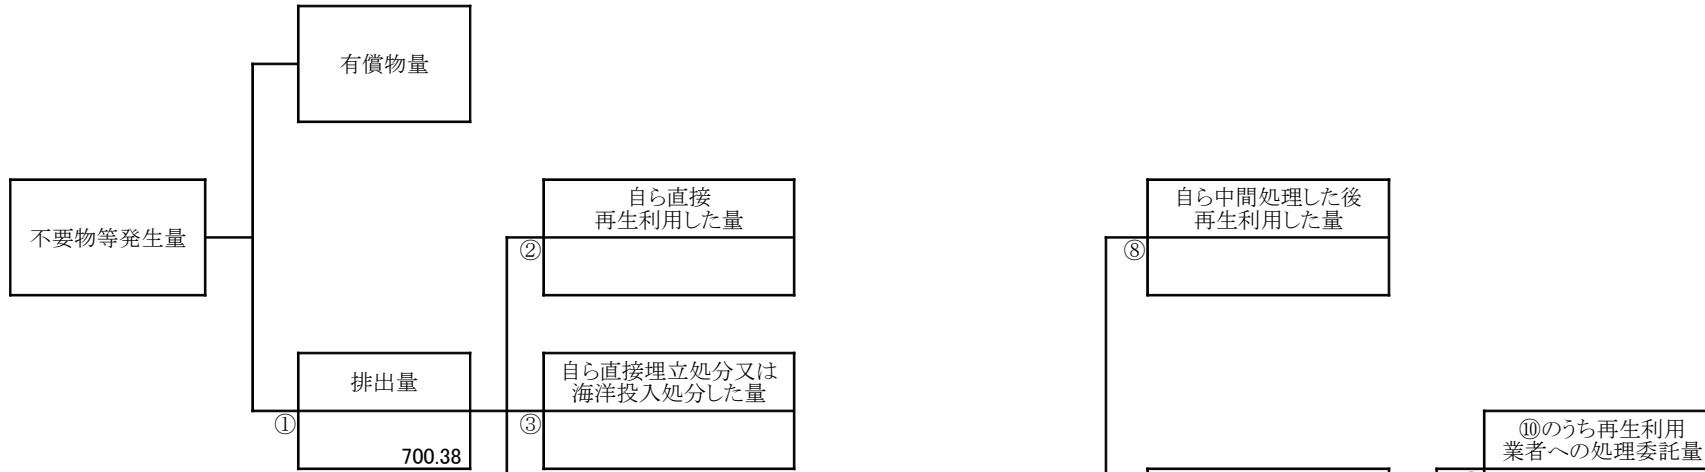 有償物量
不要物等発生量
自ら直接
再生利用した量
②
自ら中間処理した後
再生利用した量
⑧
排出量
①
700.38
自ら直接埋立処分又は
海洋投入処分した量
③
⑩のうち再生利用
業者への処理委託量